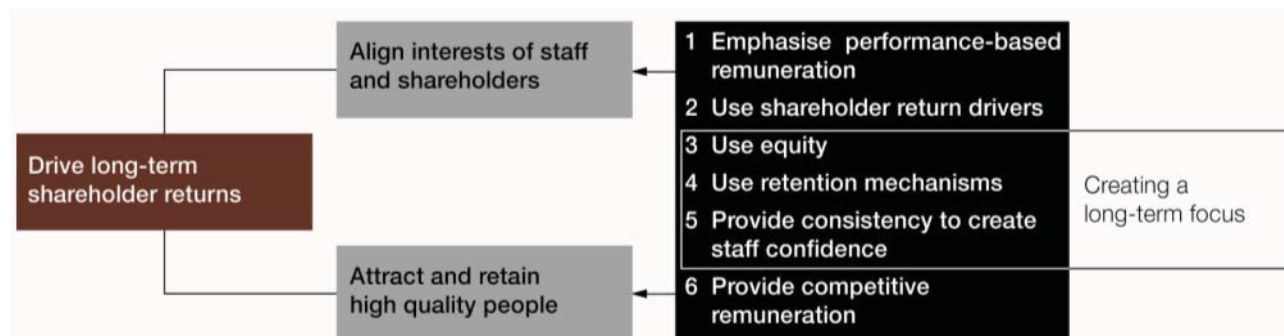 Align interests of staff
and shareholders
Drive long-term
shareholder returns
Attract and retain
high quality people
1 Emphasise performance-based
remuneration
2 Use shareholder return drivers
3 Use equity
4 Use retention mechanisms
5 Provide consistency to create
staff confidence
6 Provide competitive
remuneration
Creating a
long-term focus